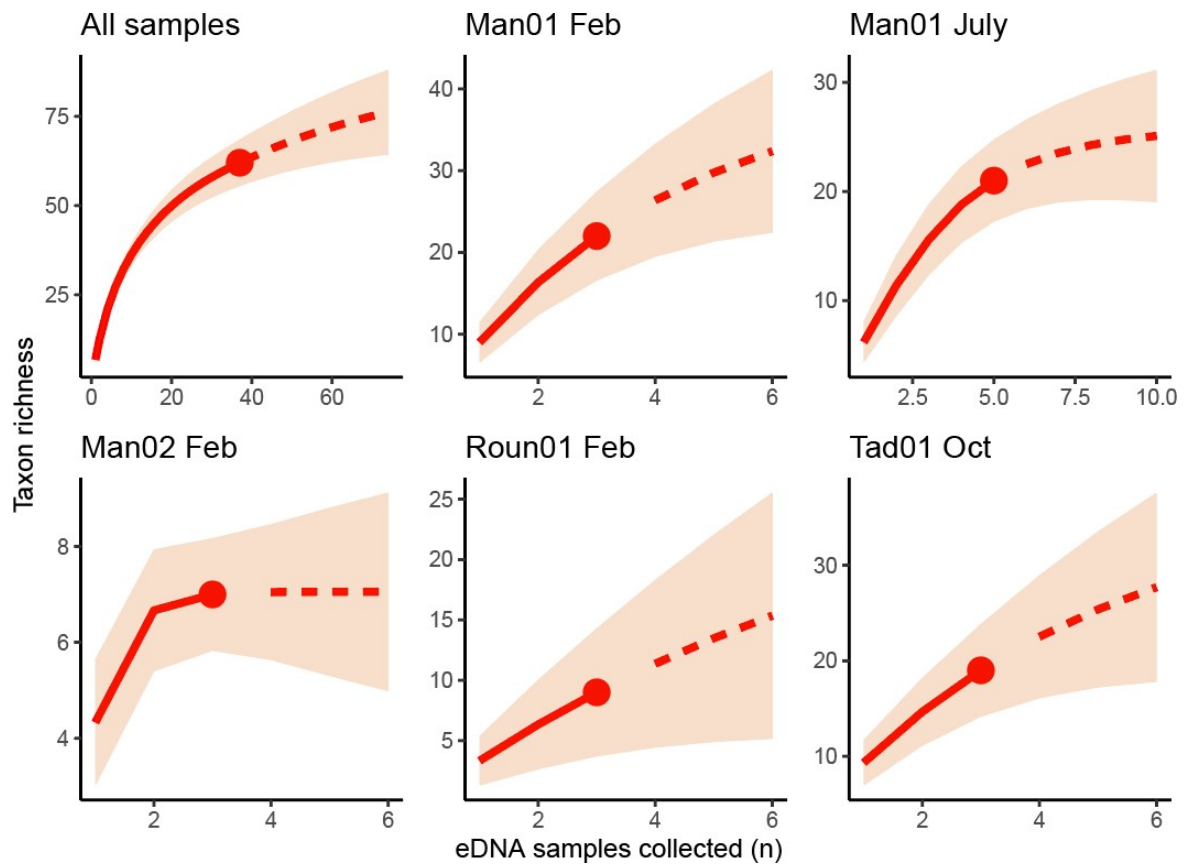 All samples
Man01 Feb
Man01 July
75
50
25
0 20 40 60
40
30
20
10
2 4 6
30
20
10
2.5 5.0 7.5 10.0
Taxon richness
Man02 Feb
Roun01 Feb
Tad01 Oct
8
6
4
2 4 6
25
20
15
10
5
2 4 6
30
20
10
2 4 6
eDNA samples collected (n)